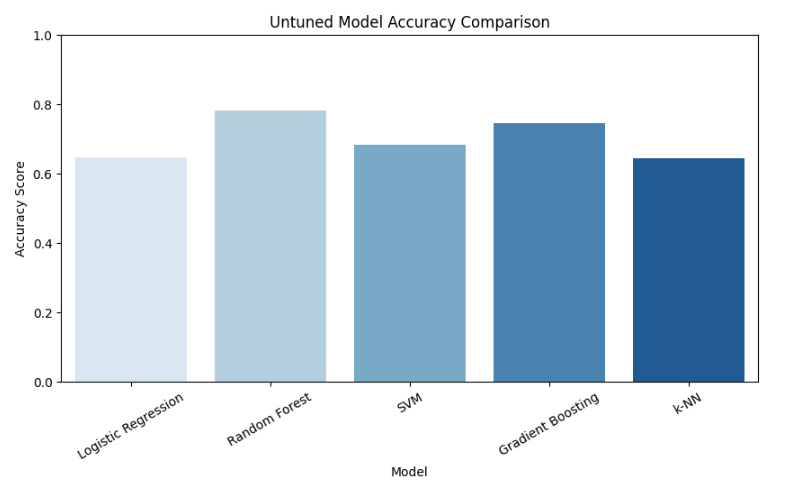 Untuned Model Accuracy Comparison
1.0
0.8
0.6
0.4
0.2
0.0
Accuracy Score
Logistic Regression
Random Forest
SVM
Gradient Boosting
k-NN
Model